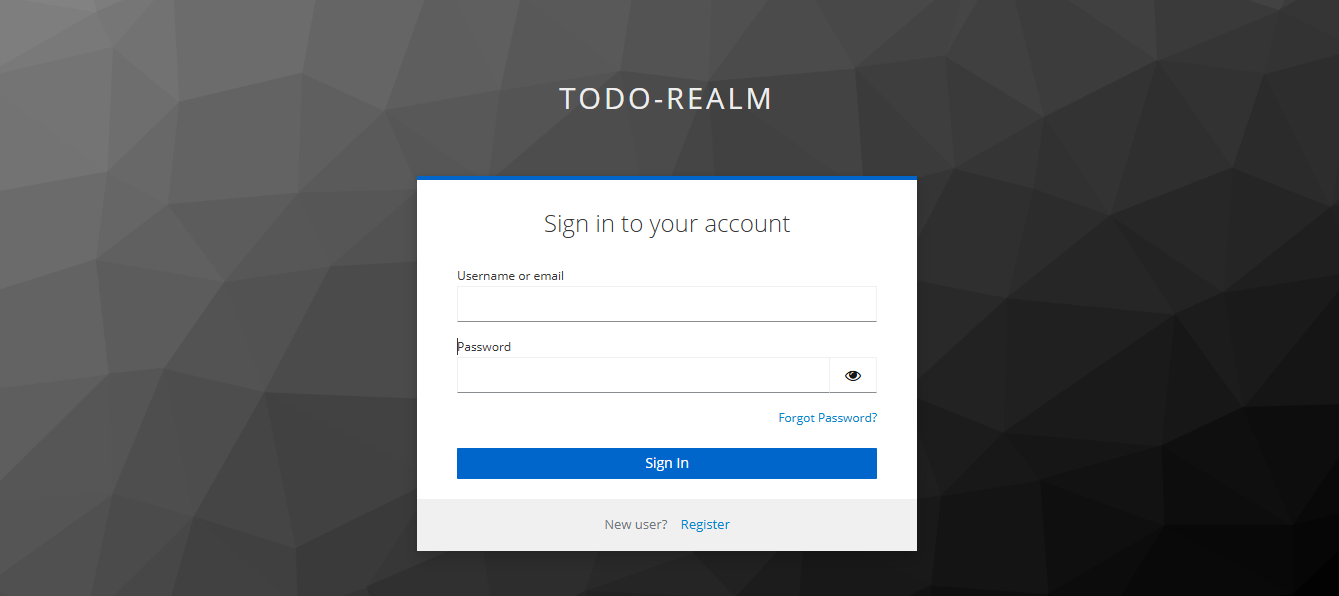 TODO-REALM
Sign in to your account
Username or email
Password
Forgot Password?
Sign In
New user? Register